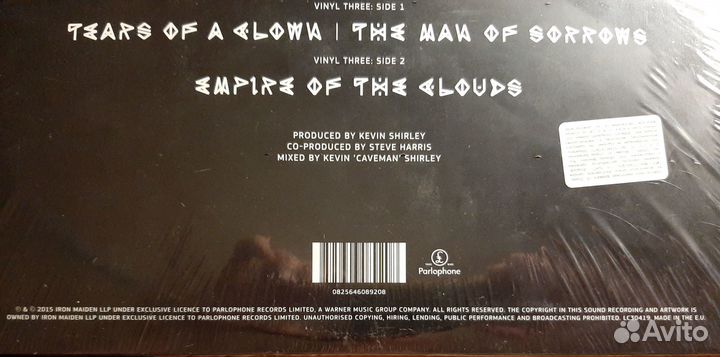 VINYL THREE: SIDE 1
TEARS OF A CLOWN | THE MAN OF SORROWS
VINYL THREE: SIDE 2
EMPIRE OF THE CLOUDS
PRODUCED BY KEVIN SHIRLEY
CO-PRODUCED BY STEVE HARRIS
MIXED BY KEVIN 'CAVEMAN' SHIRLEY
£
Parlophone
0825646089208
℗ & © 2015 IRON MAIDEN LLP UNDER EXCLUSIVE LICENCE TO PARLOPHONE RECORDS LIMITED, A WARNER MUSIC GROUP COMPANY. ALL RIGHTS RESERVED. THE COPYRIGHT IN THIS SOUND RECORDING AND ARTWORK IS
OWNED BY IRON MAIDEN LLP UNDER EXCLUSIVE LICENCE TO PARLOPHONE RECORDS LIMITED. UNAUTHORISED COPYING, HIRING, LENDING, PUBLIC PERFORMANCE AND BROADCASTING PROHIBITED. LC30419. MADE IN THE E.U.
Avito